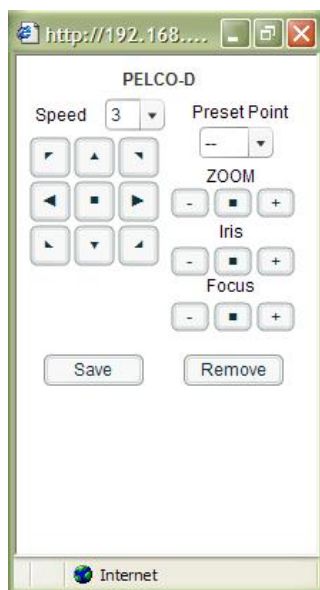 http://192.168....
PELCO-D
Speed 3
Preset Point
--
ZOOM
- +
Iris
- +
Focus
- +
Save Remove
Internet